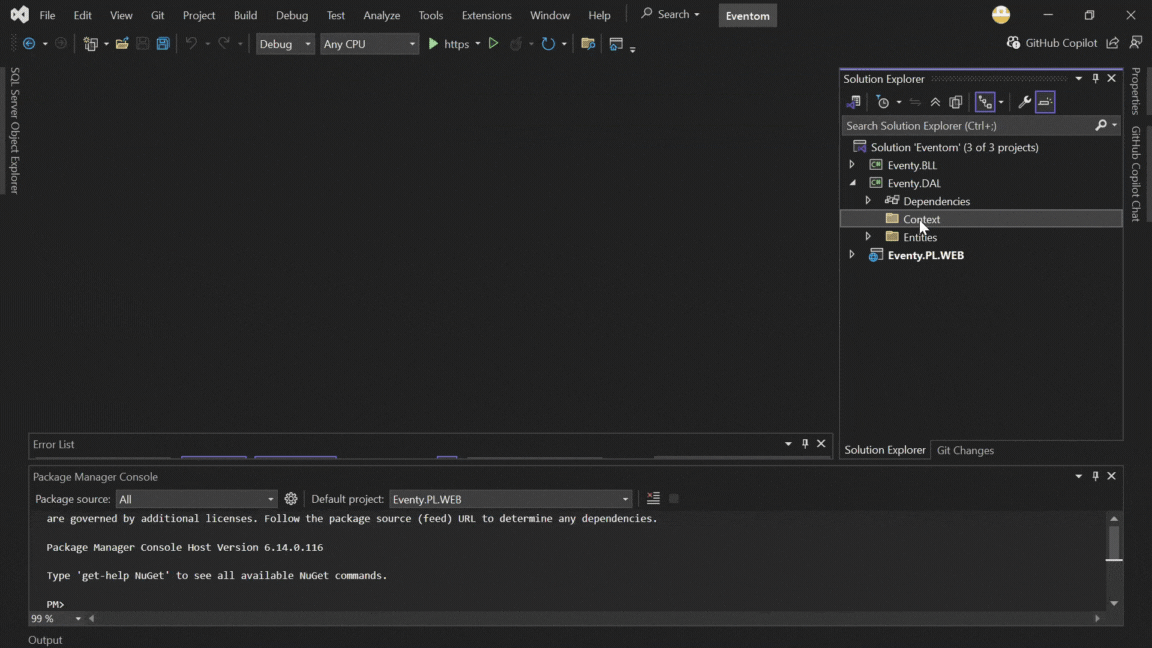 File Edit View Git Project Build Debug Test Analyze Tools Extensions Window Help Search Eventom
Debug Any CPU https GitHub Copilot
SQL Server Object Explorer
Solution Explorer
Search Solution Explorer (Ctrl+;)
Solution 'Eventom' (3 of 3 projects)
Eventy.BLL
Eventy.DAL
Dependencies
Context
Entities
Eventy.PL.WEB
Properties
GitHub Copilot Chat
Error List
Solution Explorer Git Changes
Package Manager Console
Package source: All Default project: Eventy.PL.WEB
are governed by additional licenses. Follow the package source (feed) URL to determine any dependencies.
Package Manager Console Host Version 6.14.0.116
Type 'get-help NuGet' to see all available NuGet commands.
PM>
99 %
Output